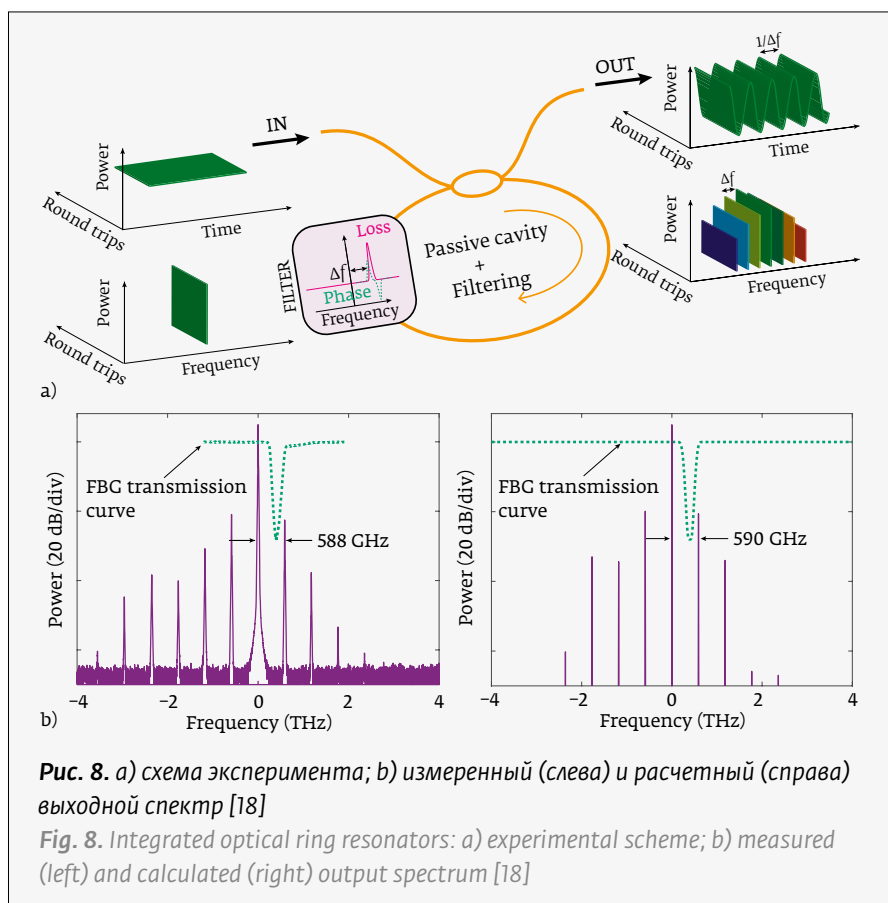 IN
OUT
1/Δf
Power
Round trips
Time
Power
Round trips
Time
Δf
Power
Round trips
Frequency
Power
Round trips
Frequency
FILTER
Loss
Δf
Phase
Frequency
Passive cavity
+
Filtering
a)
FBG transmission
curve
588 GHz
Power (20 dB/div)
−4 −2 0 2 4
Frequency (THz)
b)
FBG transmission
curve
590 GHz
Power (20 dB/div)
−4 −2 0 2 4
Frequency (THz)
Рис. 8. a) схема эксперимента; b) измеренный (слева) и расчетный (справа)
выходной спектр [18]
Fig. 8. Integrated optical ring resonators: a) experimental scheme; b) measured
(left) and calculated (right) output spectrum [18]